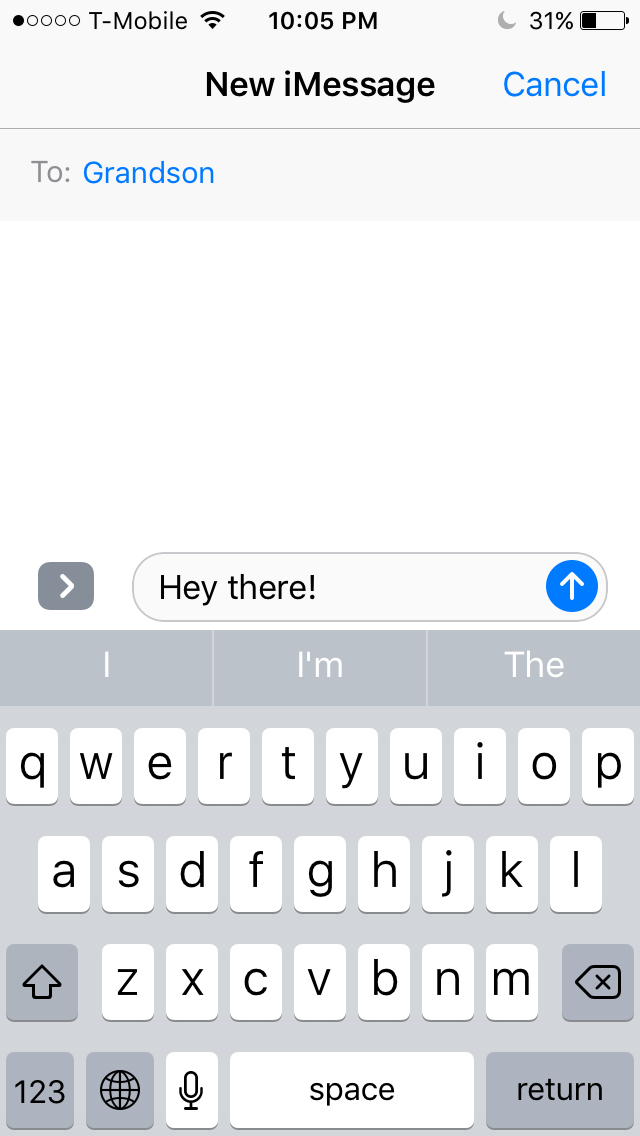 T-Mobile 10:05 PM 31%
New iMessage Cancel
To: Grandson
Hey there!
I I'm The
q w e r t y u i o p
a s d f g h j k l
z x c v b n m
123 space return